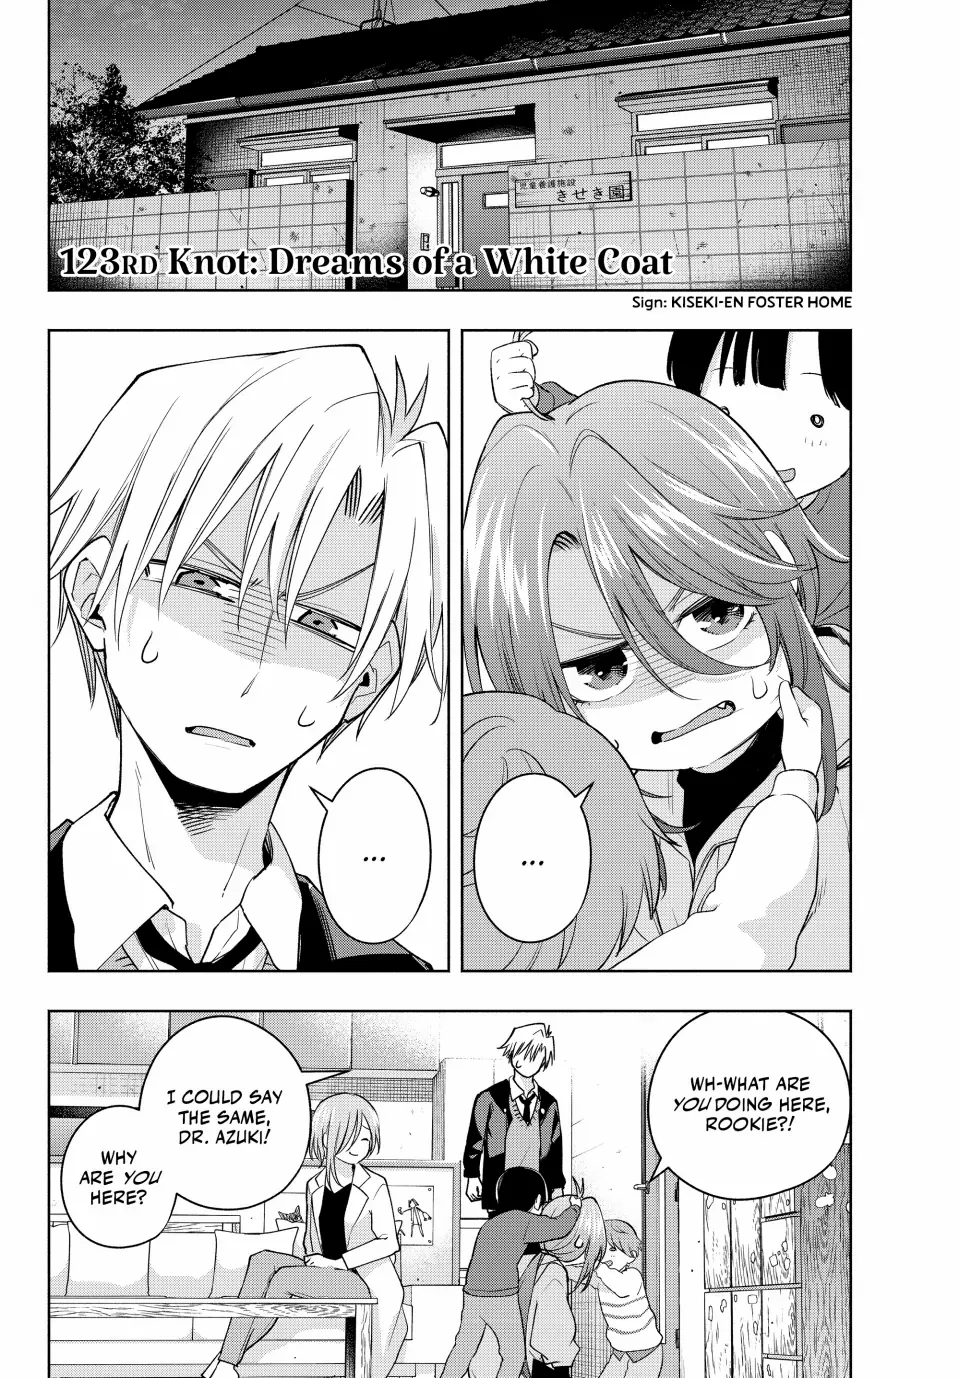 児童養護施設
きせき園
123RD Knot: Dreams of a White Coat
Sign: KISEKI-EN FOSTER HOME
...
...
WH-WHAT ARE
YOU DOING HERE,
ROOKIE?!
I COULD SAY
THE SAME,
DR. AZUKI!
WHY
ARE YOU
HERE?